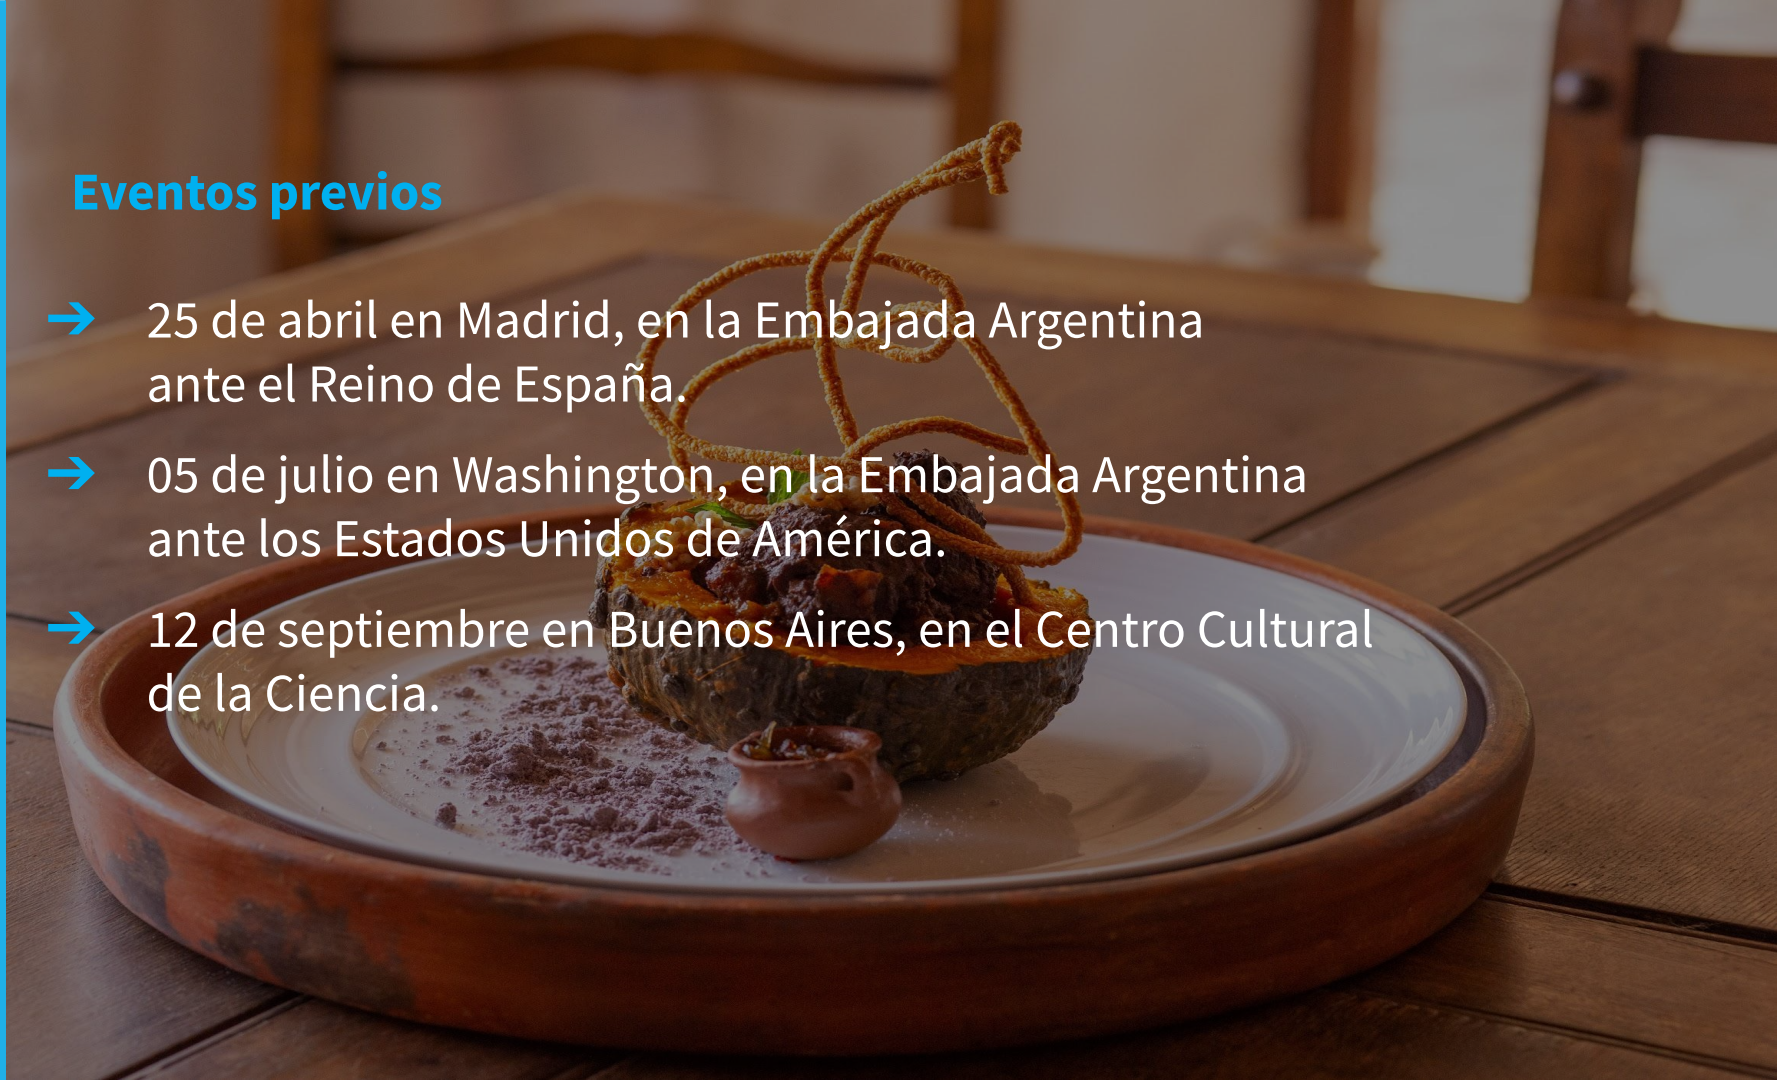 Eventos previos
➔ 25 de abril en Madrid, en la Embajada Argentina
ante el Reino de España.
➔ 05 de julio en Washington, en la Embajada Argentina
ante los Estados Unidos de América.
➔ 12 de septiembre en Buenos Aires, en el Centro Cultural
de la Ciencia.